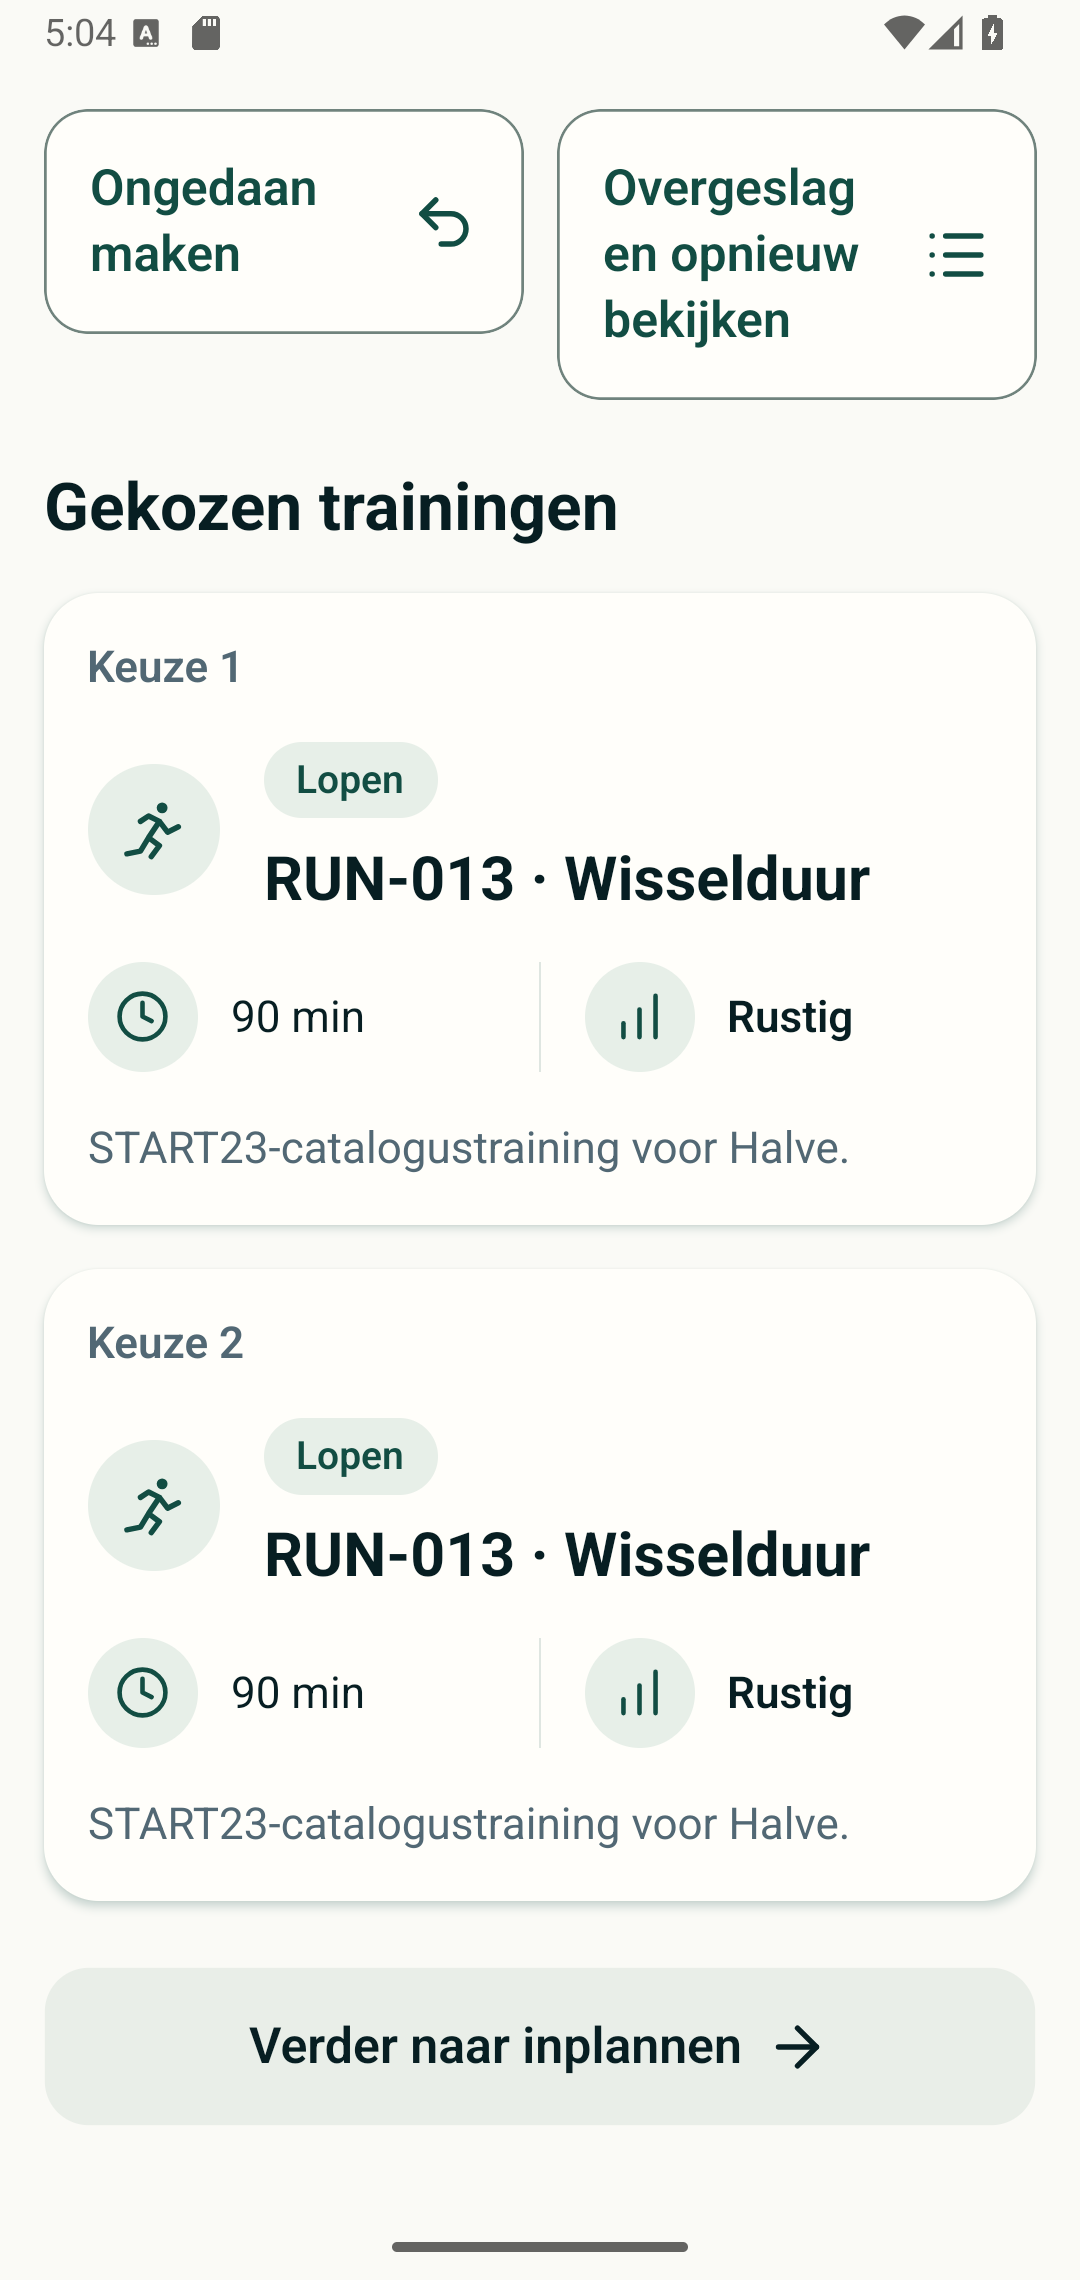 5:04
Ongedaan
maken
Overgeslag
en opnieuw
bekijken
Gekozen trainingen
Keuze 1
Lopen
RUN-013 · Wisselduur
90 min
Rustig
START23-catalogustraining voor Halve.
Keuze 2
Lopen
RUN-013 · Wisselduur
90 min
Rustig
START23-catalogustraining voor Halve.
Verder naar inplannen